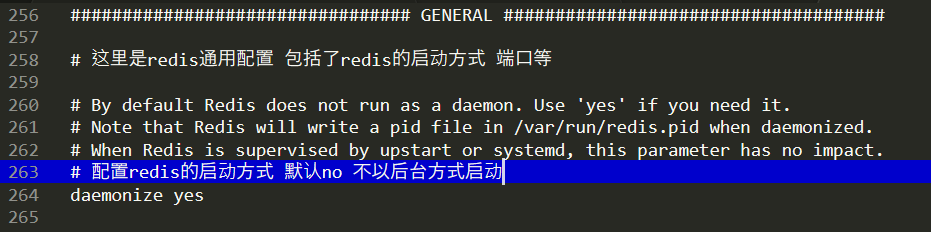 256 ################################# GENERAL #####################################
257
258 # 这里是redis通用配置 包括了redis的启动方式 端口等
259
260 # By default Redis does not run as a daemon. Use 'yes' if you need it.
261 # Note that Redis will write a pid file in /var/run/redis.pid when daemonized.
262 # When Redis is supervised by upstart or systemd, this parameter has no impact.
263 # 配置redis的启动方式 默认no 不以后台方式启动
264 daemonize yes
265